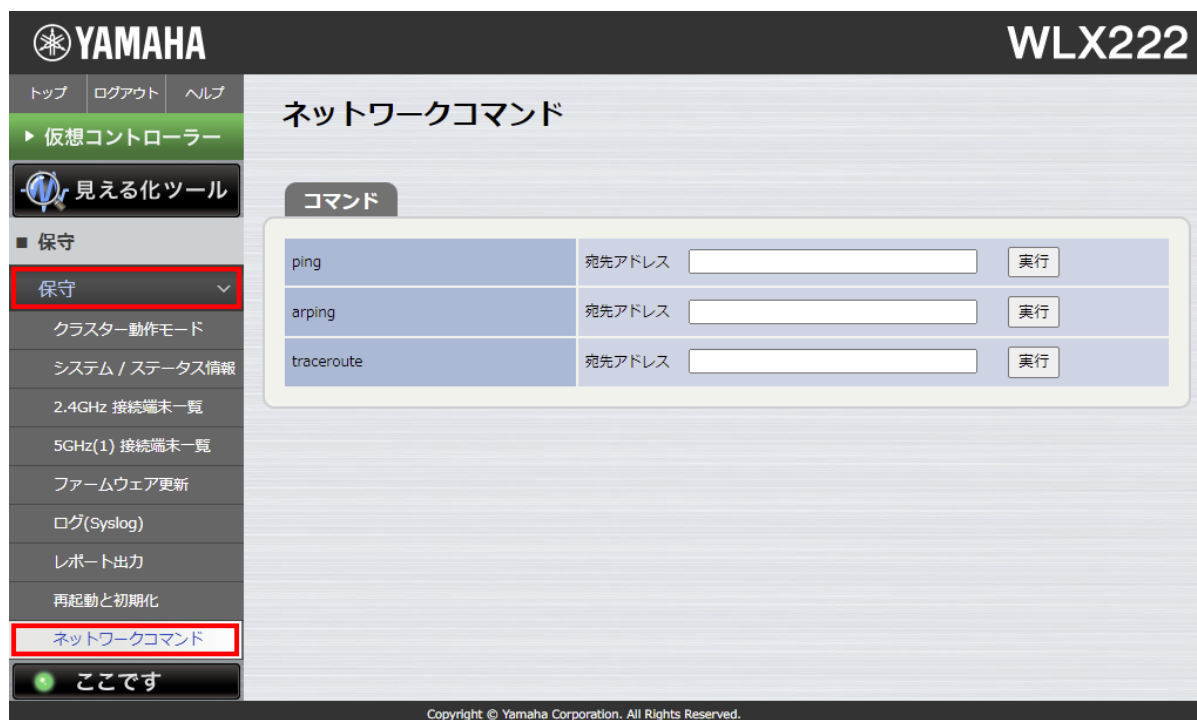 YAMAHA
WLX222
トップ ログアウト ヘルプ
仮想コントローラー
見える化ツール
保守
保守
クラスター動作モード
システム / ステータス情報
2.4GHz 接続端末一覧
5GHz(1) 接続端末一覧
ファームウェア更新
ログ(Syslog)
レポート出力
再起動と初期化
ネットワークコマンド
ここです
ネットワークコマンド
コマンド
ping 宛先アドレス 実行
arping 宛先アドレス 実行
traceroute 宛先アドレス 実行
Copyright © Yamaha Corporation. All Rights Reserved.